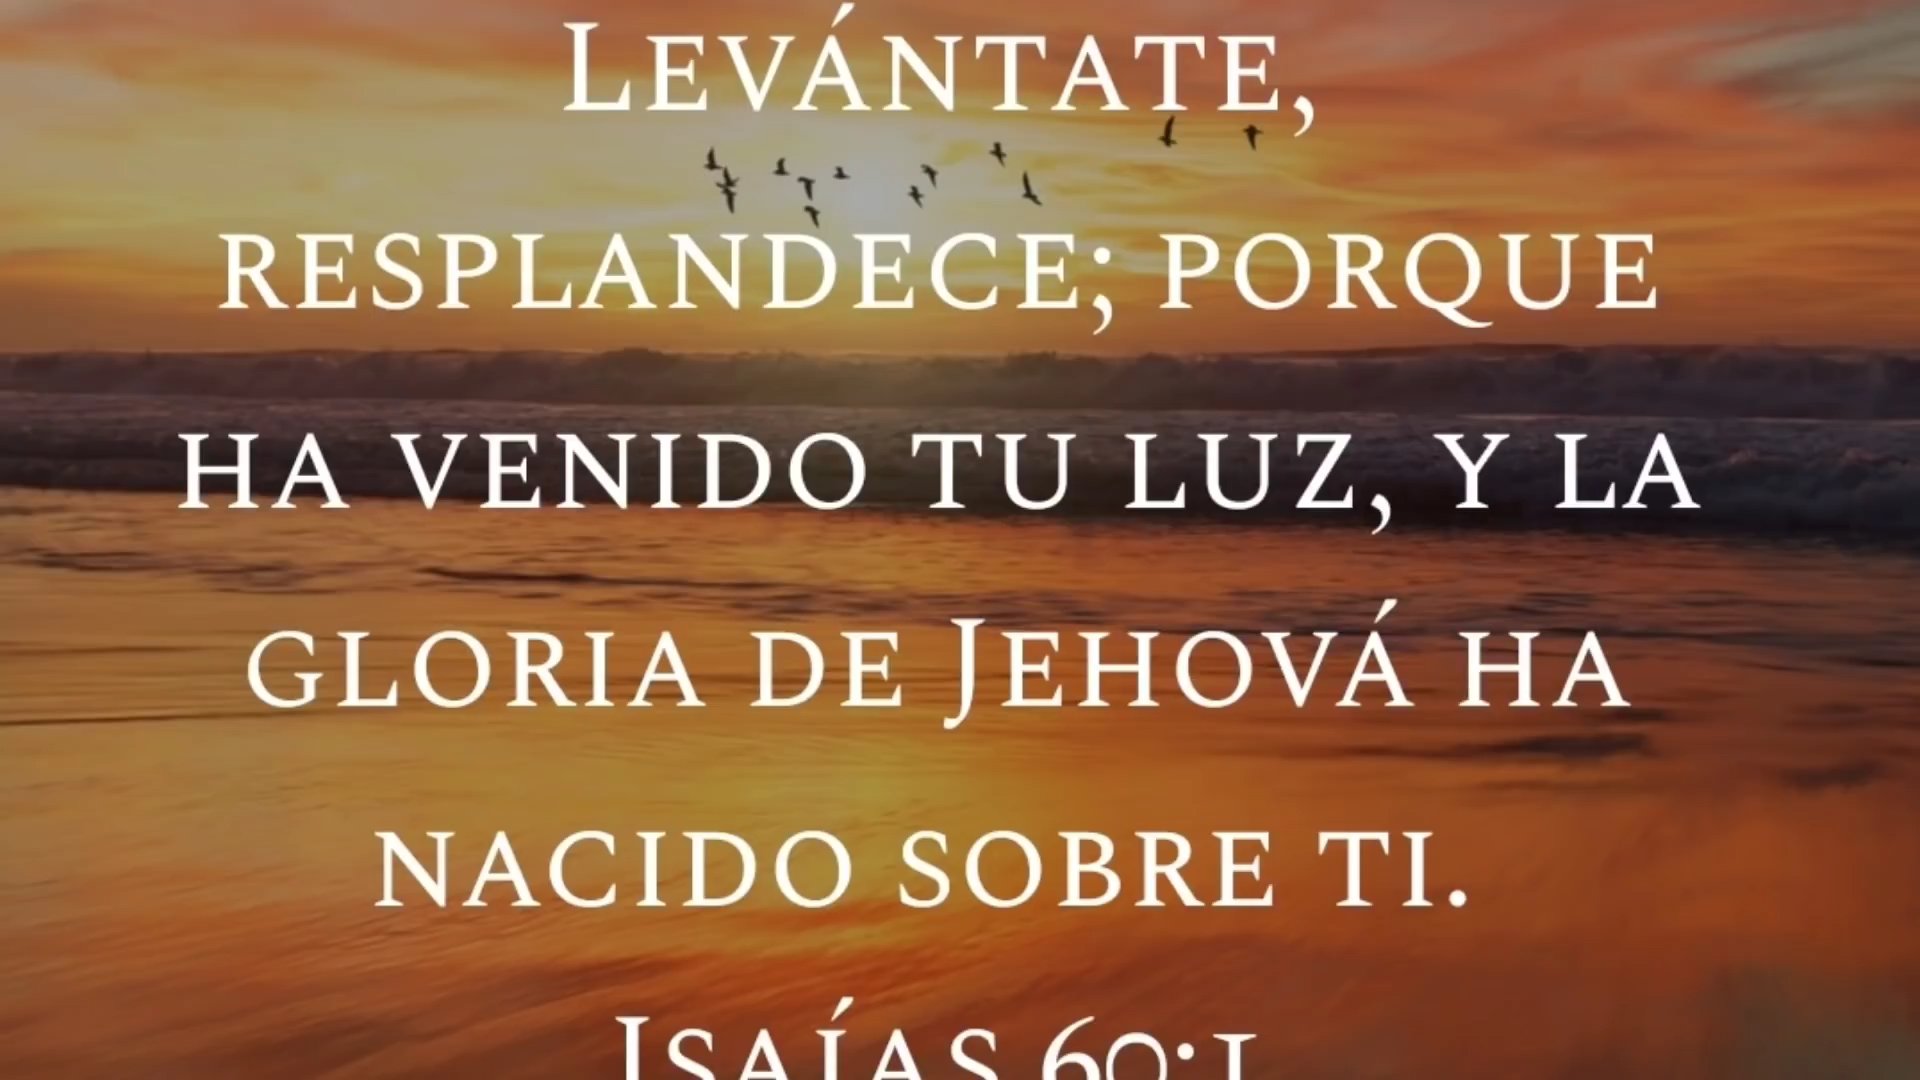 Levántate,
resplandece; porque
ha venido tu luz, y la
gloria de Jehová ha
nacido sobre ti.
Isaías 60:1